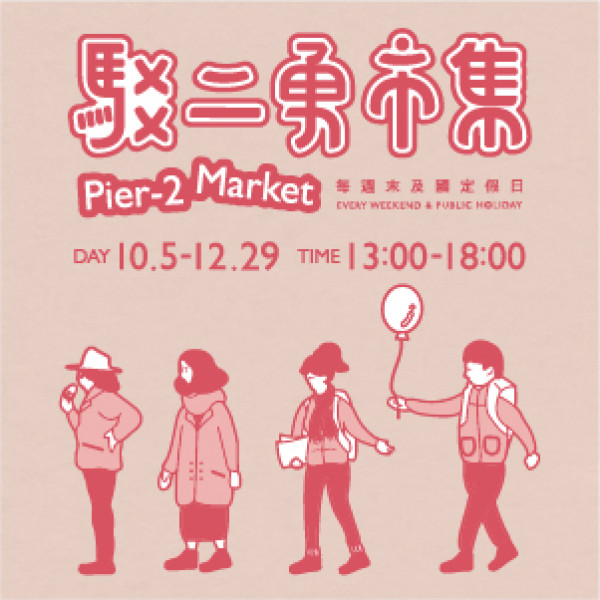 駁二勇市集
Pier-2 Market
每週末及國定假日
EVERY WEEKEND & PUBLIC HOLIDAY
DAY 10.5-12.29 TIME 13:00-18:00